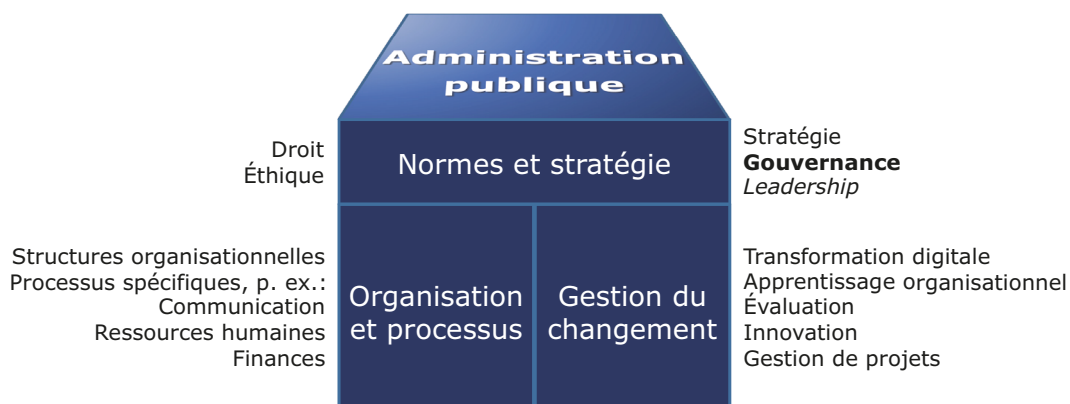 Administration
publique
Droit
Éthique
Normes et stratégie
Stratégie
Gouvernance
Leadership
Structures organisationnelles
Processus spécifiques, p. ex.:
Communication
Ressources humaines
Finances
Organisation
et processus
Gestion du
changement
Transformation digitale
Apprentissage organisationnel
Évaluation
Innovation
Gestion de projets